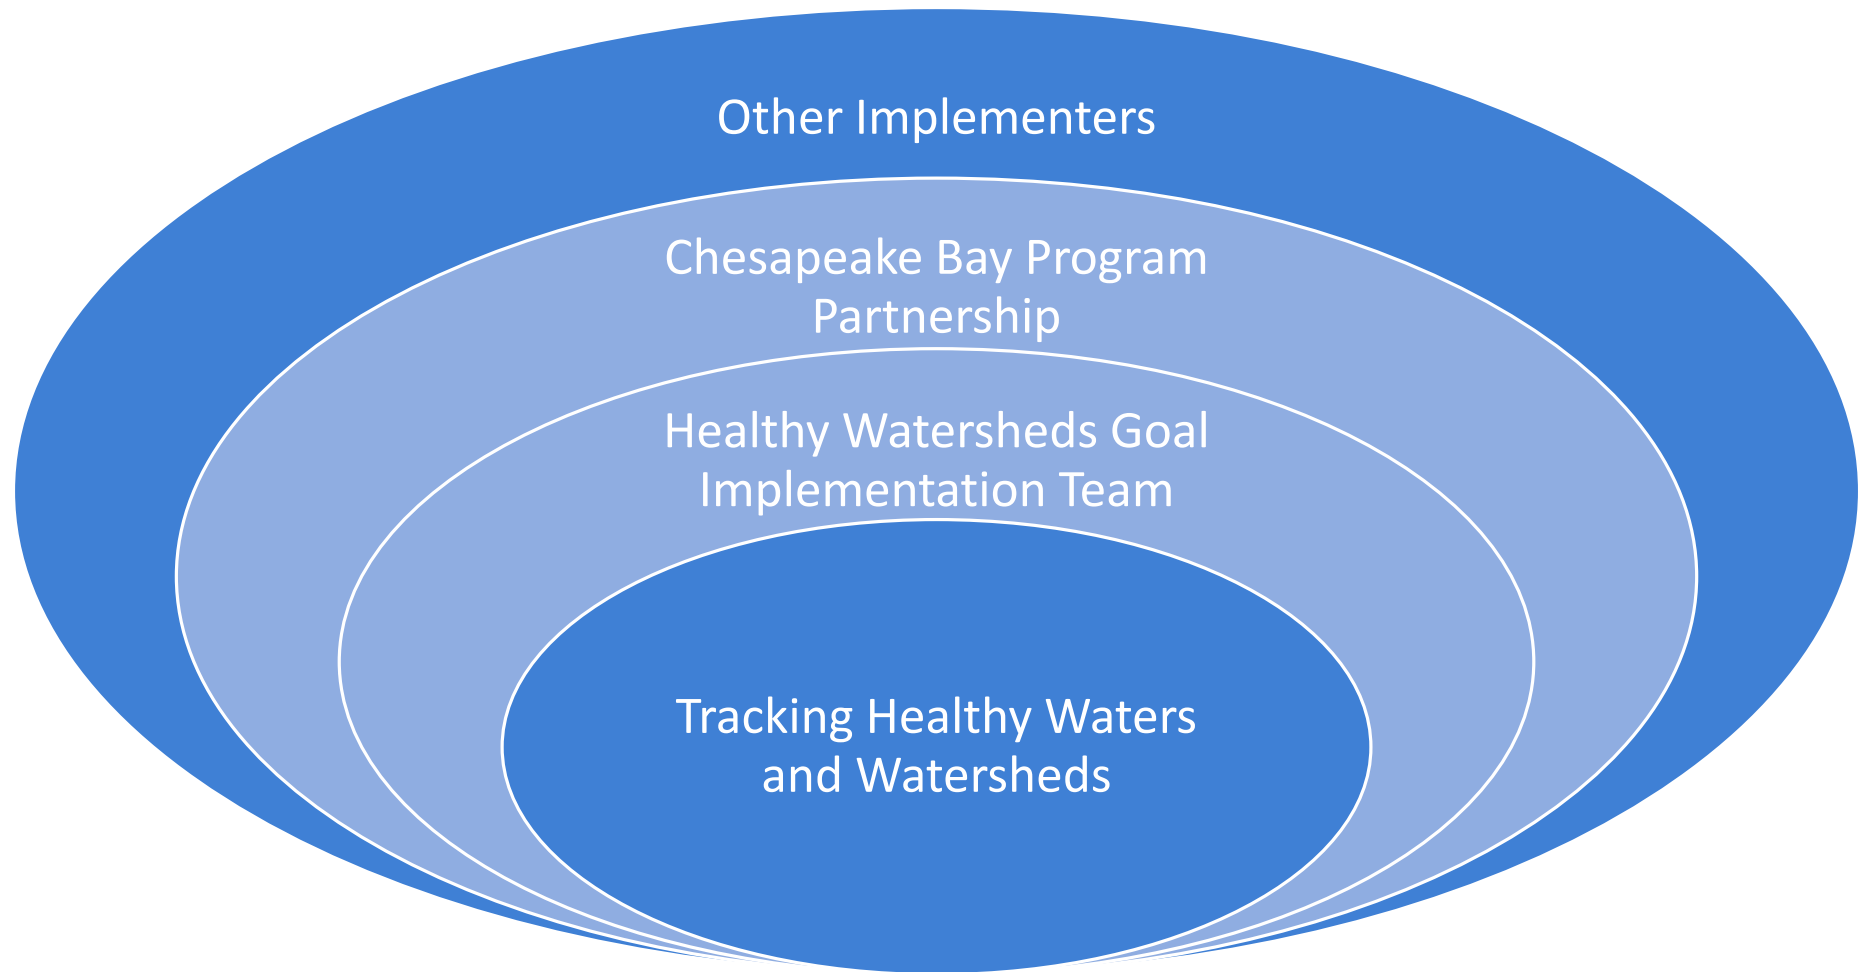 Other Implementers
Chesapeake Bay Program
Partnership
Healthy Watersheds Goal
Implementation Team
Tracking Healthy Waters
and Watersheds